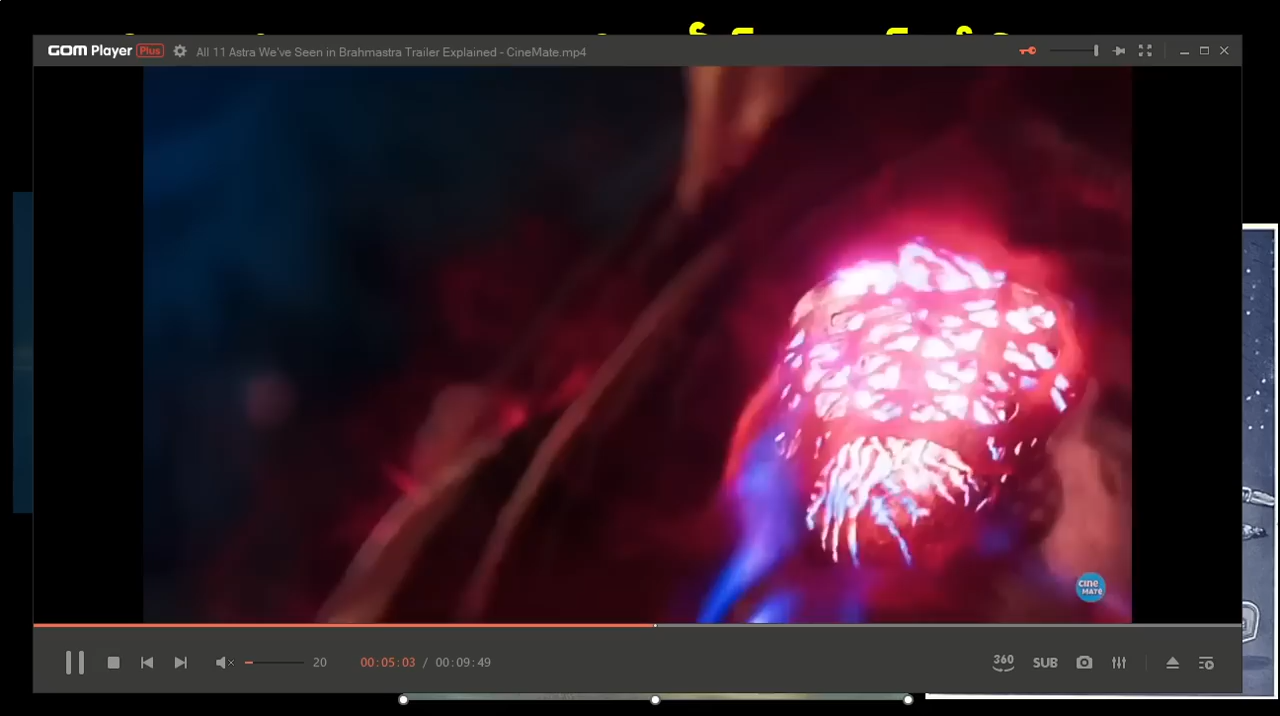 GOM Player Plus All 11 Astra We've Seen in Brahmastra Trailer Explained - CineMate.mp4
CINE
MATE
20 00:05:03 / 00:09:49 360 SUB